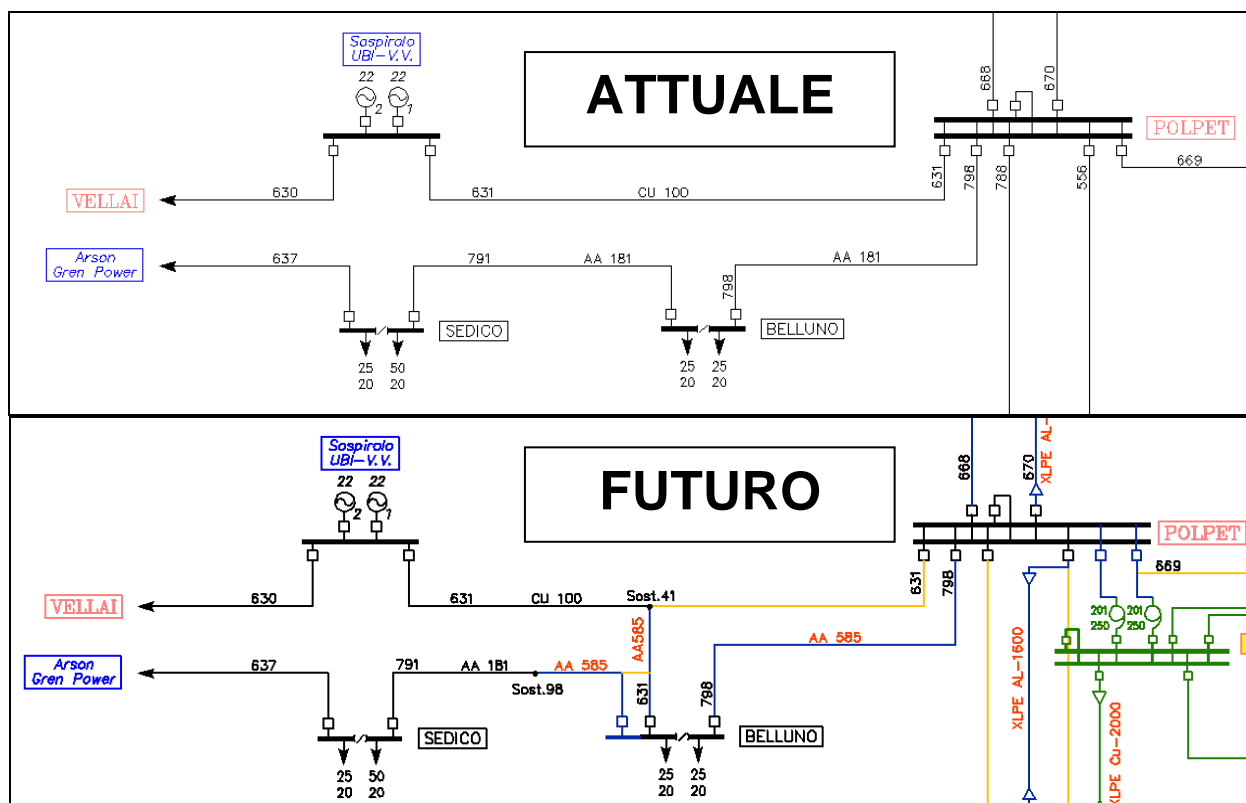 Sospirolo
UBI-V.V.
22 22
2 1
ATTUALE
668
670
POLPET
669
VELLAI
630
631
CU 100
631
798
788
556
Arson
Gren Power
637
791
AA 181
798
AA 181
SEDICO
BELLUNO
25 50
20 20
25 25
20 20
Sospirolo
UBI-V.V.
22 22
2 1
FUTURO
668
670
XLPE AL-
POLPET
669
VELLAI
630
631
CU 100
Sost.41
631
798
201 201
250 250
AA585
Arson
Gren Power
637
791
AA 181
AA 585
Sost.98
631
798
AA 585
XLPE AL-1600
XLPE Cu-2000
SEDICO
BELLUNO
25 50
20 20
25 25
20 20